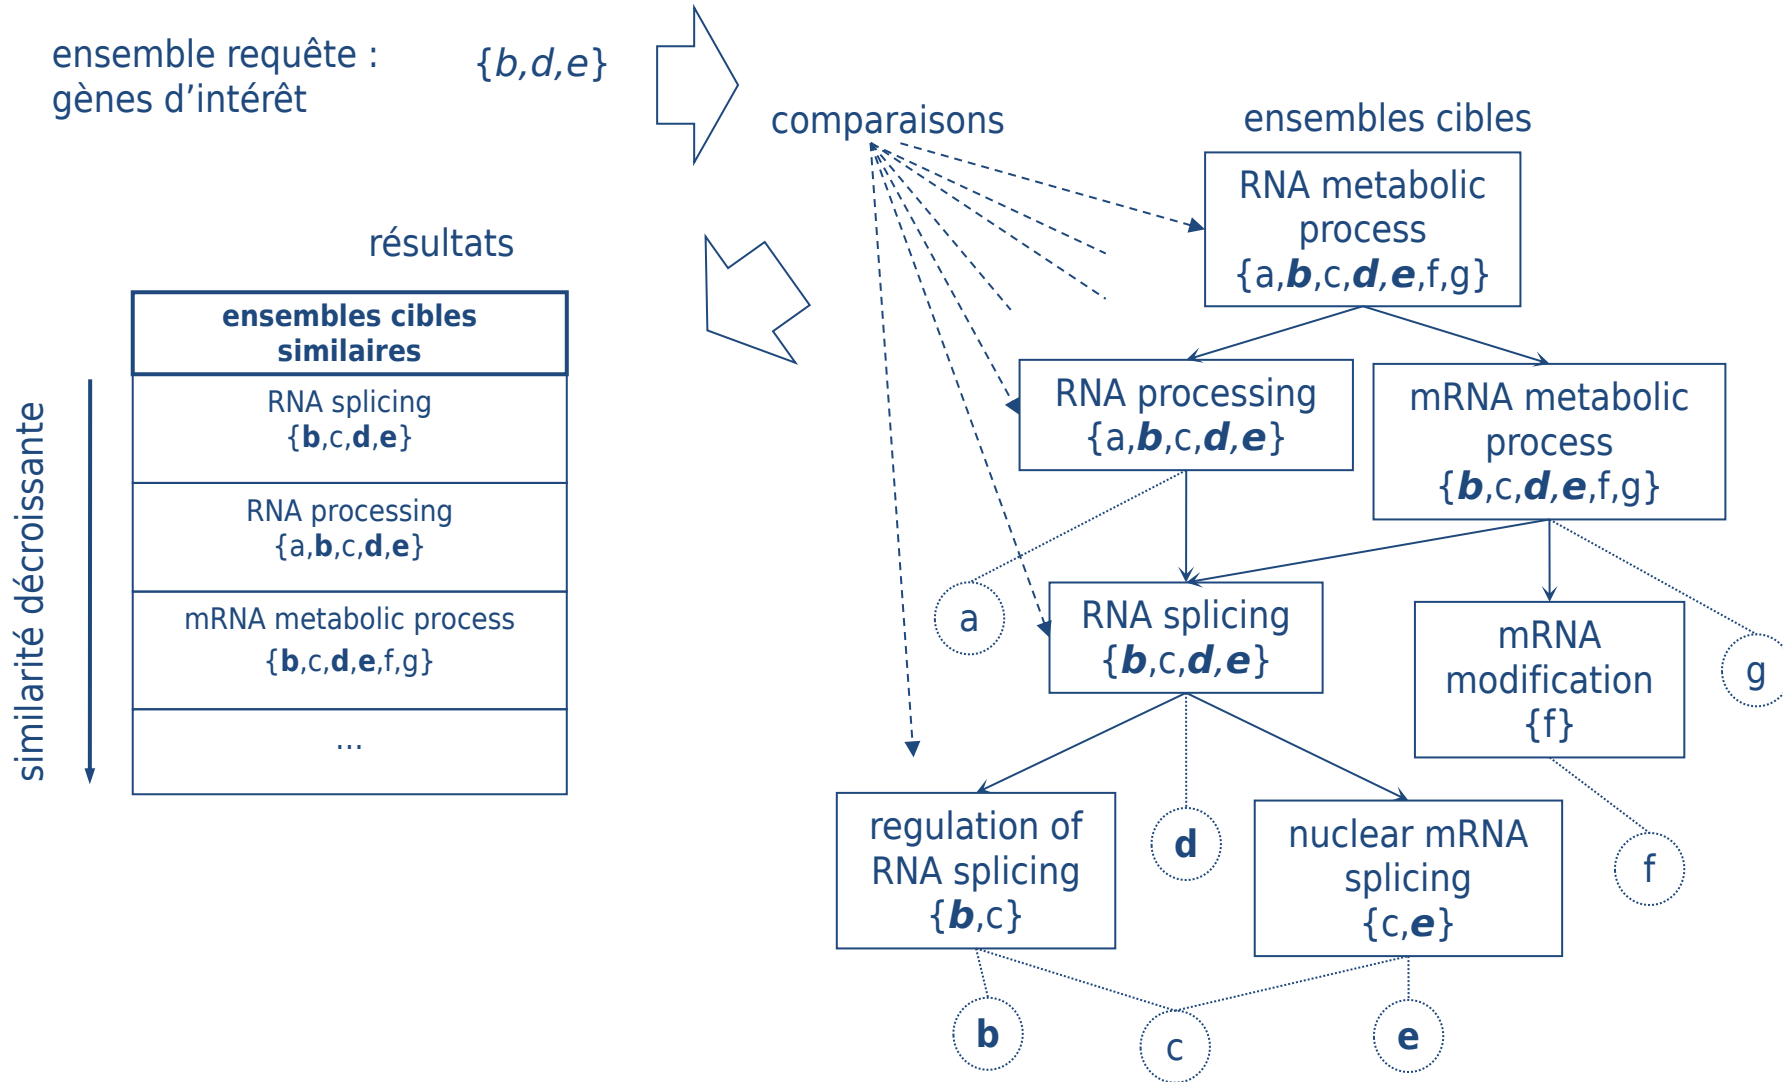 ensemble requête :
gènes d’intérêt
{b,d,e}
comparaisons
ensembles cibles
RNA metabolic
process
{a,b,c,d,e,f,g}
RNA processing
{a,b,c,d,e}
mRNA metabolic
process
{b,c,d,e,f,g}
a
RNA splicing
{b,c,d,e}
mRNA
modification
{f}
g
regulation of
RNA splicing
{b,c}
d
nuclear mRNA
splicing
{c,e}
f
b
c
e
résultats
ensembles cibles
similaires
RNA splicing
{b,c,d,e}
RNA processing
{a,b,c,d,e}
mRNA metabolic process
{b,c,d,e,f,g}
...
similarité décroissante